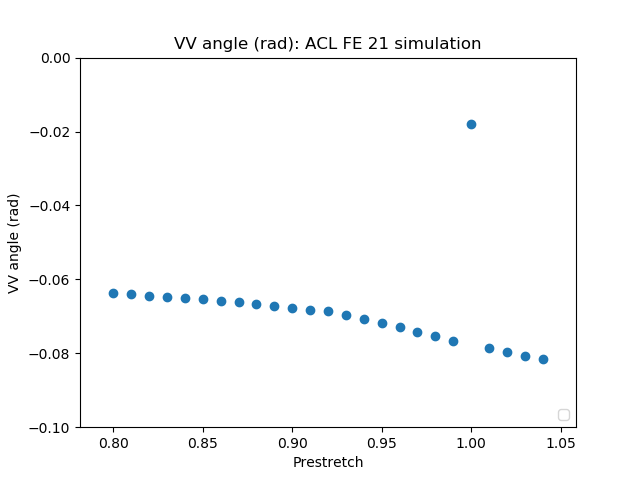 VV angle (rad): ACL FE 21 simulation
0.00
−0.02
−0.04
−0.06
−0.08
−0.10
VV angle (rad)
0.80 0.85 0.90 0.95 1.00 1.05
Prestretch